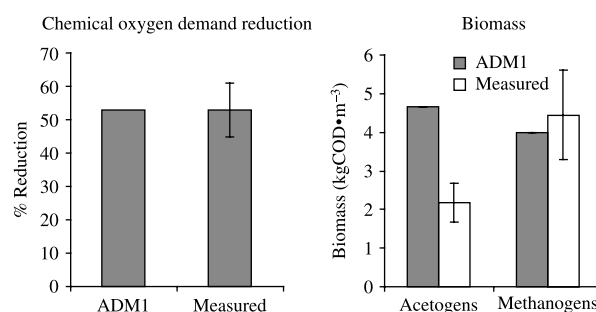 Chemical oxygen demand reduction
% Reduction
70
60
50
40
30
20
10
0
ADM1
Measured
Biomass
Biomass (kgCOD•m⁻³)
6
5
4
3
2
1
0
ADM1
Measured
Acetogens
Methanogens